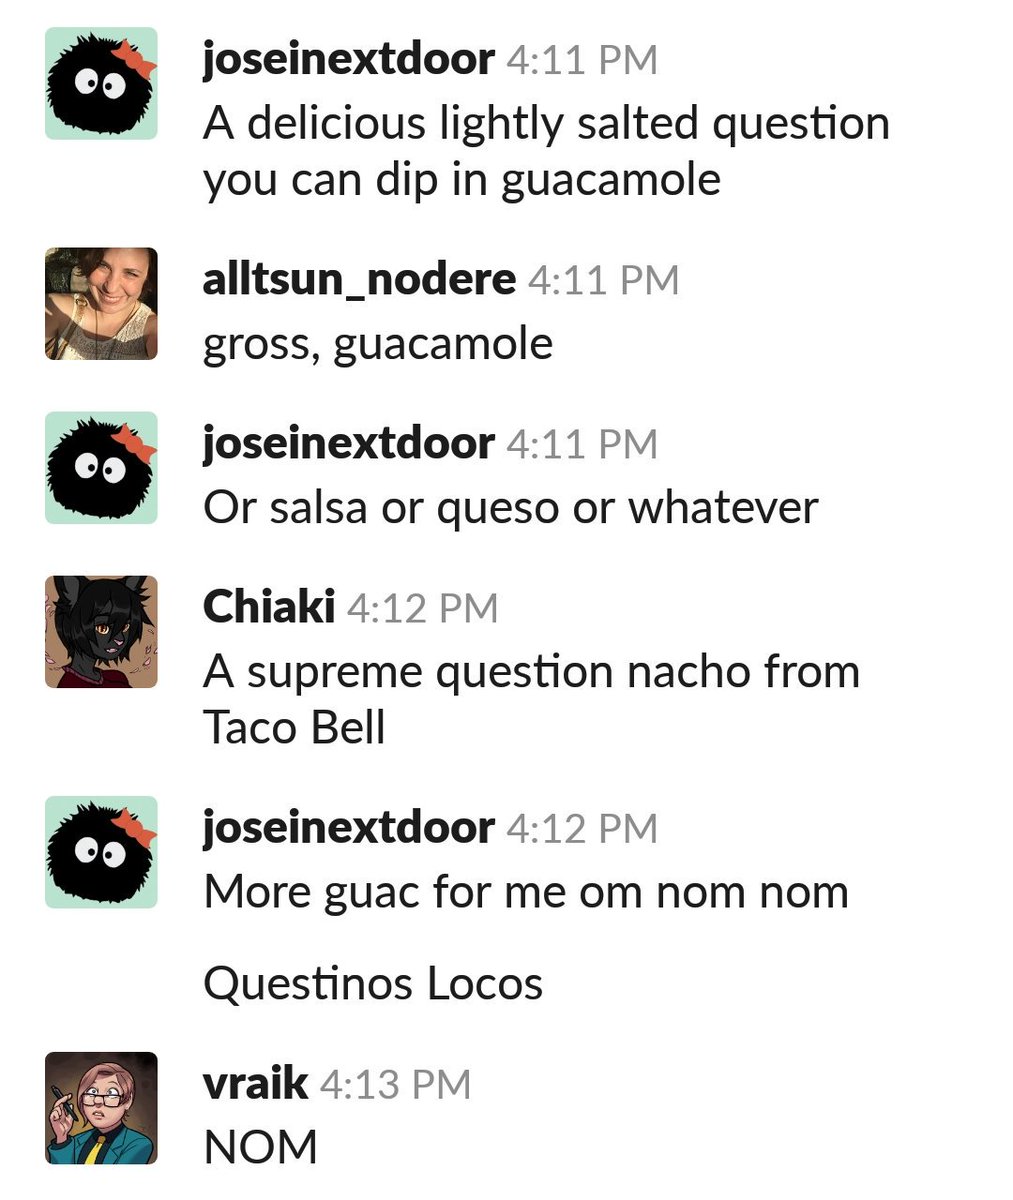 joseinextdoor 4:11 PM
A delicious lightly salted question
you can dip in guacamole
alltsun_nodere 4:11 PM
gross, guacamole
joseinextdoor 4:11 PM
Or salsa or queso or whatever
Chiaki 4:12 PM
A supreme question nacho from
Taco Bell
joseinextdoor 4:12 PM
More guac for me om nom nom
Questinos Locos
vraik 4:13 PM
NOM